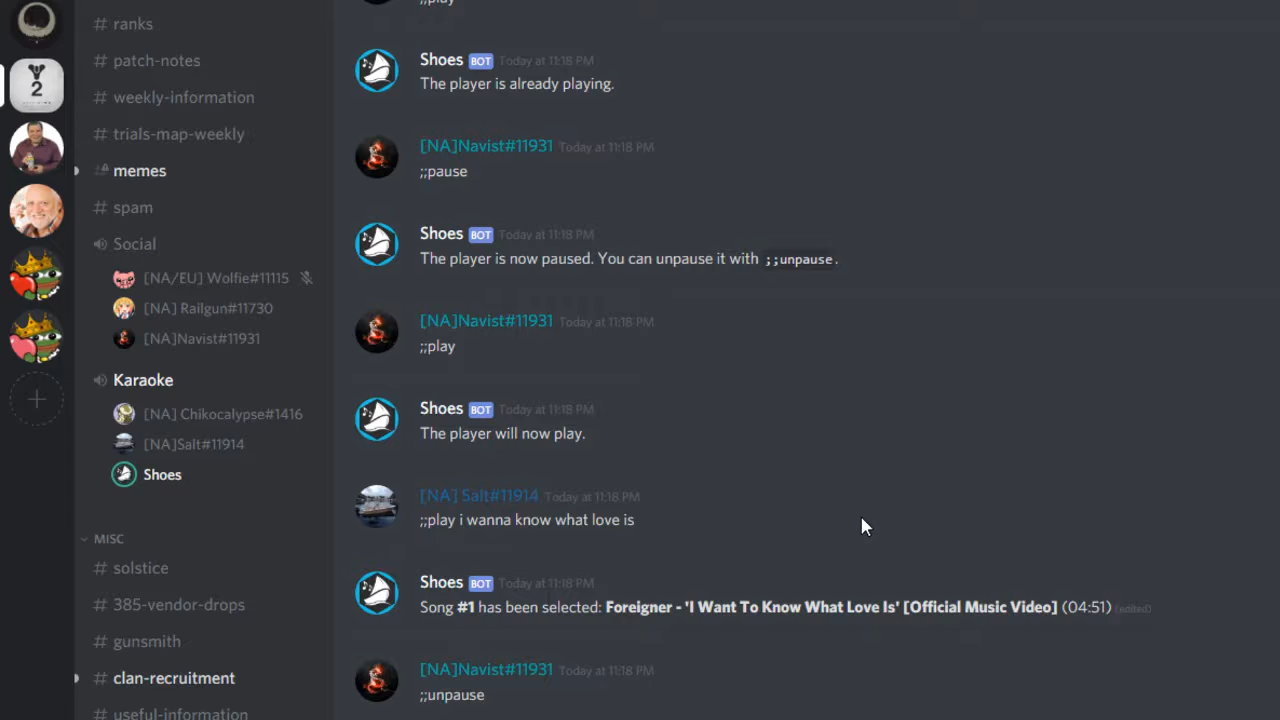 # ranks
# patch-notes
# weekly-information
# trials-map-weekly
memes
# spam
Social
[NA/EU] Wolfie#11115
[NA] Railgun#11730
[NA]Navist#11931
Karaoke
[NA] Chikocalypse#1416
[NA]Salt#11914
Shoes
MISC
# solstice
# 385-vendor-drops
# gunsmith
# clan-recruitment
# useful-information
2
;;play
Shoes BOT Today at 11:18 PM
The player is already playing.
[NA]Navist#11931 Today at 11:18 PM
;;pause
Shoes BOT Today at 11:18 PM
The player is now paused. You can unpause it with ;;unpause.
[NA]Navist#11931 Today at 11:18 PM
;;play
Shoes BOT Today at 11:18 PM
The player will now play.
[NA] Salt#11914 Today at 11:18 PM
;;play i wanna know what love is
Shoes BOT Today at 11:18 PM
Song #1 has been selected: Foreigner - 'I Want To Know What Love Is' [Official Music Video] (04:51) (edited)
[NA]Navist#11931 Today at 11:18 PM
;;unpause